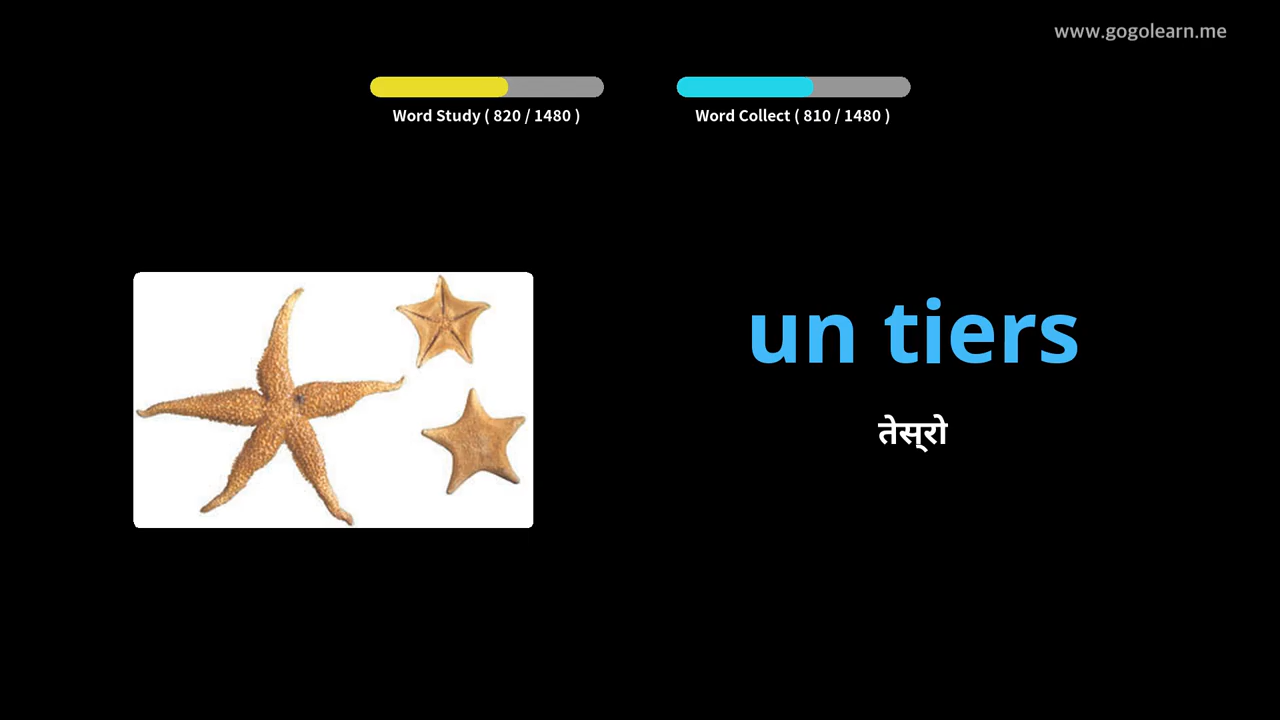 www.gogolearn.me
Word Study ( 820 / 1480 )
Word Collect ( 810 / 1480 )
un tiers
तेस्रो